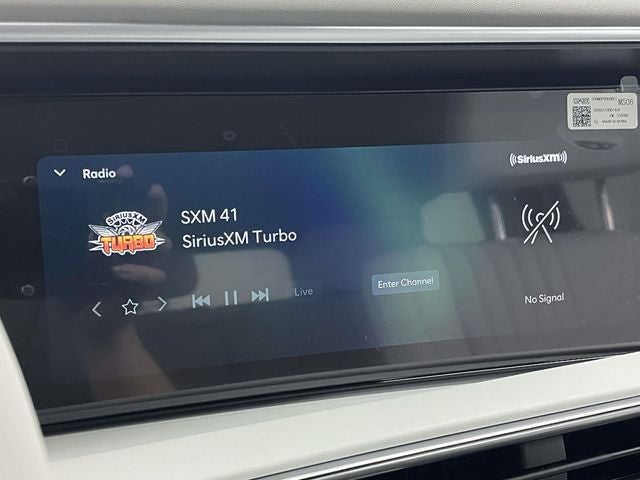 MS06
((SiriusXM))
Radio
SIRIUSXM
TURBO
SXM 41
SiriusXM Turbo
Live
Enter Channel
No Signal